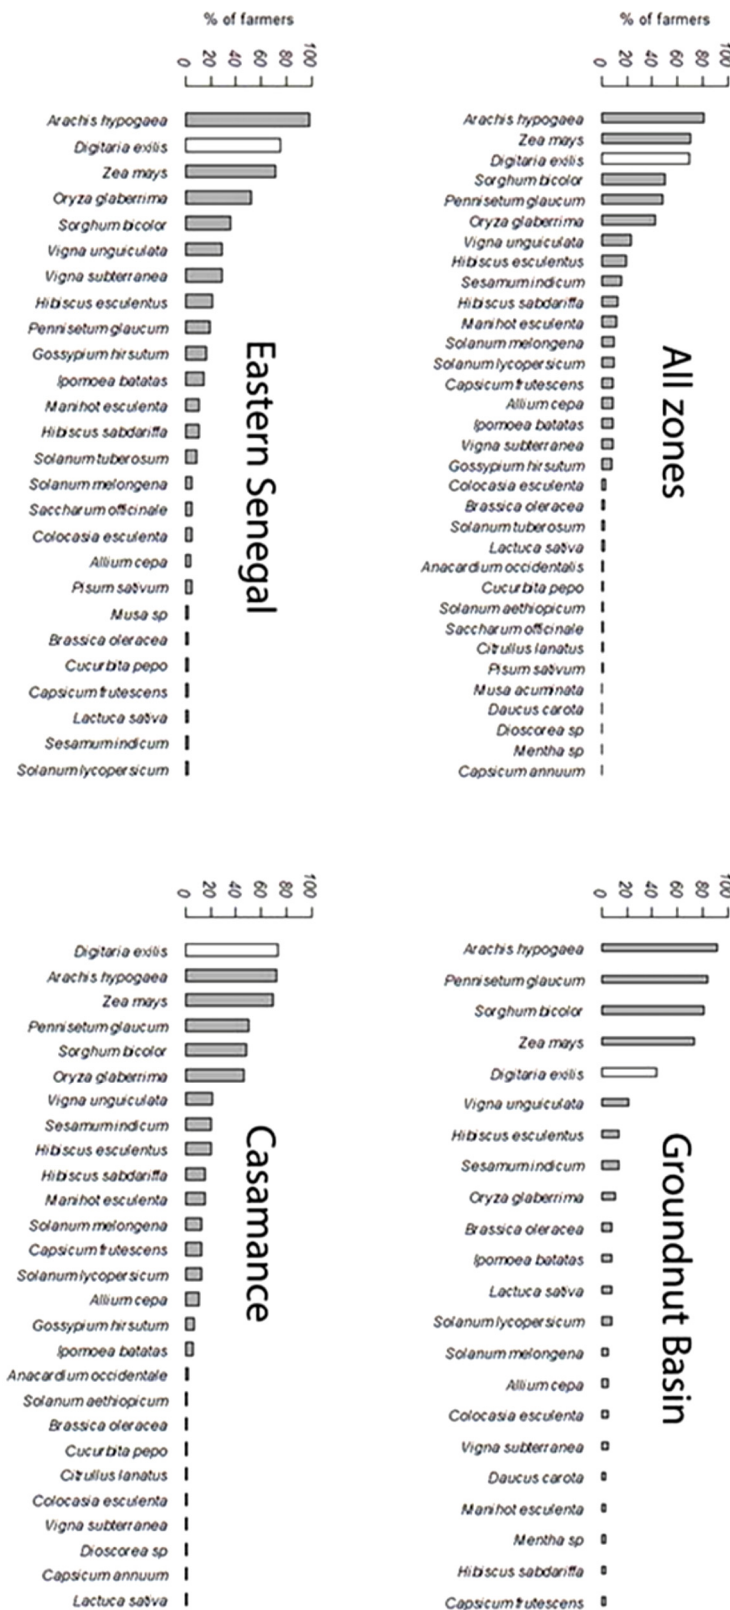 % of farmers
0 20 40 60 80 100
Arachis hypogaea
Digitaria exilis
Zea mays
Oryza glaberrima
Sorghum bicolor
Vigna unguiculata
Vigna subterranea
Hibiscus esculentus
Pennisetum glaucum
Gossypium hirsutum
Ipomoea batatas
Manihot esculenta
Hibiscus sabdariffa
Solanum tuberosum
Solanum melongena
Saccharum officinale
Colocasia esculenta
Allium cepa
Pisum sativum
Musa sp
Brassica oleracea
Cucurbita pepo
Capsicum frutescens
Lactuca sativa
Sesamum indicum
Solanum lycopersicum
Eastern Senegal
% of farmers
0 20 40 60 80 100
Arachis hypogaea
Zea mays
Digitaria exilis
Sorghum bicolor
Pennisetum glaucum
Oryza glaberrima
Vigna unguiculata
Hibiscus esculentus
Sesamum indicum
Hibiscus sabdariffa
Manihot esculenta
Solanum melongena
Solanum lycopersicum
Capsicum frutescens
Allium cepa
Ipomoea batatas
Vigna subterranea
Gossypium hirsutum
Colocasia esculenta
Brassica oleracea
Solanum tuberosum
Lactuca sativa
Anacardium occidentalis
Cucurbita pepo
Solanum aethiopicum
Saccharum officinale
Citrullus lanatus
Pisum sativum
Musa acuminata
Daucus carota
Dioscorea sp
Mentha sp
Capsicum annuum
All zones
0 20 40 60 80 100
Digitaria exilis
Arachis hypogaea
Zea mays
Pennisetum glaucum
Sorghum bicolor
Oryza glaberrima
Vigna unguiculata
Sesamum indicum
Hibiscus esculentus
Hibiscus sabdariffa
Manihot esculenta
Solanum melongena
Capsicum frutescens
Solanum lycopersicum
Allium cepa
Gossypium hirsutum
Ipomoea batatas
Anacardium occidentale
Solanum aethiopicum
Brassica oleracea
Cucurbita pepo
Citrullus lanatus
Colocasia esculenta
Vigna subterranea
Dioscorea sp
Capsicum annuum
Lactuca sativa
Casamance
0 20 40 60 80 100
Arachis hypogaea
Pennisetum glaucum
Sorghum bicolor
Zea mays
Digitaria exilis
Vigna unguiculata
Hibiscus esculentus
Sesamum indicum
Oryza glaberrima
Brassica oleracea
Ipomoea batatas
Lactuca sativa
Solanum lycopersicum
Solanum melongena
Allium cepa
Colocasia esculenta
Vigna subterranea
Daucus carota
Manihot esculenta
Mentha sp
Hibiscus sabdariffa
Capsicum frutescens
Groundnut Basin